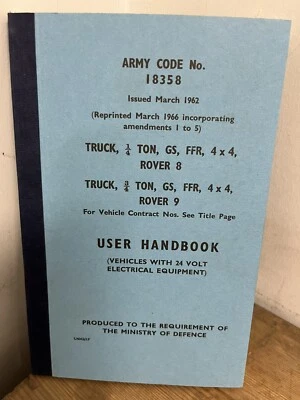 ARMY CODE No.
18358
Issued March 1962
(Reprinted March 1966 incorporating
amendments 1 to 5)
TRUCK, ¼ TON, GS, FFR, 4 x 4,
ROVER 8
TRUCK, ¾ TON, GS, FFR, 4 x 4,
ROVER 9
For Vehicle Contract Nos. See Title Page
USER HANDBOOK
(VEHICLES WITH 24 VOLT
ELECTRICAL EQUIPMENT)
PRODUCED TO THE REQUIREMENT OF
THE MINISTRY OF DEFENCE